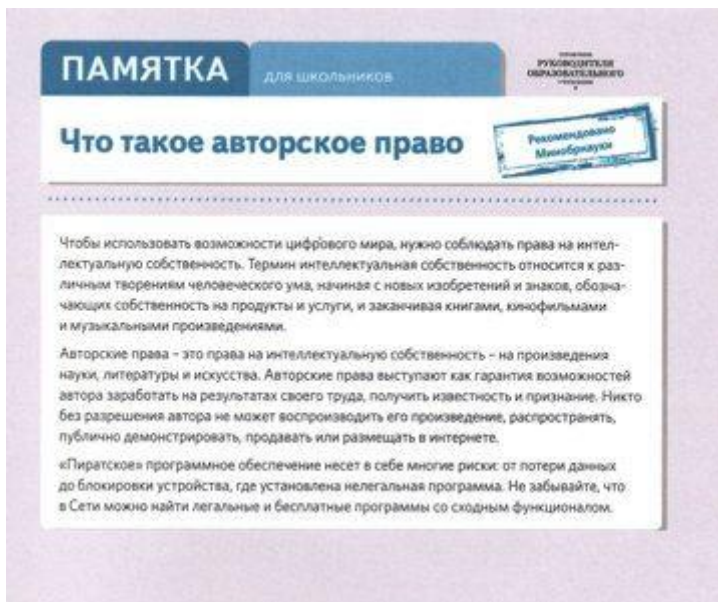 ПАМЯТКА
для школьников
СПРАВОЧНИК
РУКОВОДИТЕЛЯ
ОБРАЗОВАТЕЛЬНОГО
УЧРЕЖДЕНИЯ
Что такое авторское право
Рекомендовано
Минобрнауки
Чтобы использовать возможности цифрового мира, нужно соблюдать права на интел-
лектуальную собственность. Термин интеллектуальная собственность относится к раз-
личным творениям человеческого ума, начиная с новых изобретений и знаков, обозна-
чающих собственность на продукты и услуги, и заканчивая книгами, кинофильмами
и музыкальными произведениями.
Авторские права – это права на интеллектуальную собственность – на произведения
науки, литературы и искусства. Авторские права выступают как гарантия возможностей
автора заработать на результатах своего труда, получить известность и признание. Никто
без разрешения автора не может воспроизводить его произведение, распространять,
публично демонстрировать, продавать или размещать в интернете.
«Пиратское» программное обеспечение несет в себе многие риски: от потери данных
до блокировки устройства, где установлена нелегальная программа. Не забывайте, что
в Сети можно найти легальные и бесплатные программы со сходным функционалом.